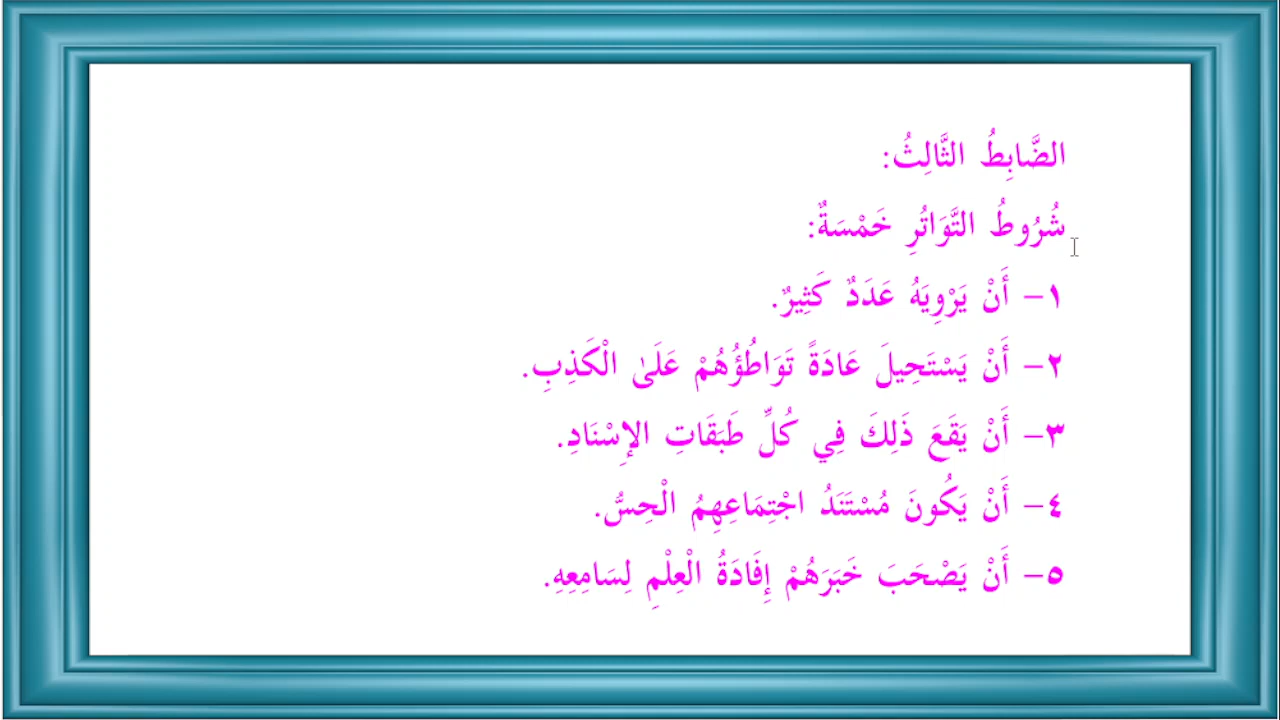 الضَّابِطُ الثَّالِثُ:
شُرُوطُ التَّوَاتُرِ خَمْسَةٌ:
١- أَنْ يَرْوِيَهُ عَدَدٌ كَثِيرٌ.
٢- أَنْ يَسْتَحِيلَ عَادَةً تَوَاطُؤُهُمْ عَلَىٰ الْكَذِبِ.
٣- أَنْ يَقَعَ ذَلِكَ فِي كُلِّ طَبَقَاتِ الإِسْنَادِ.
٤- أَنْ يَكُونَ مُسْتَنَدُ اجْتِمَاعِهِمُ الْحِسُّ.
٥- أَنْ يَصْحَبَ خَبَرَهُمْ إِفَادَةُ الْعِلْمِ لِسَامِعِهِ.